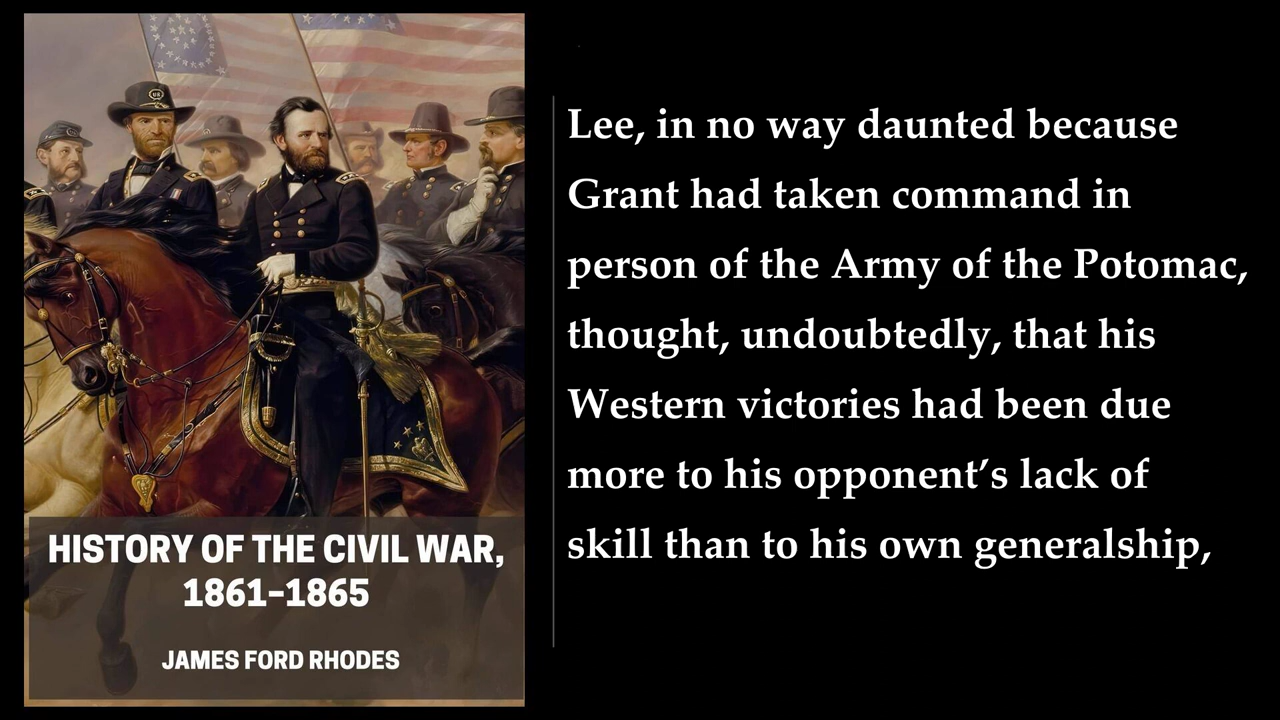 HISTORY OF THE CIVIL WAR,
1861–1865
JAMES FORD RHODES
Lee, in no way daunted because
Grant had taken command in
person of the Army of the Potomac,
thought, undoubtedly, that his
Western victories had been due
more to his opponent’s lack of
skill than to his own generalship,